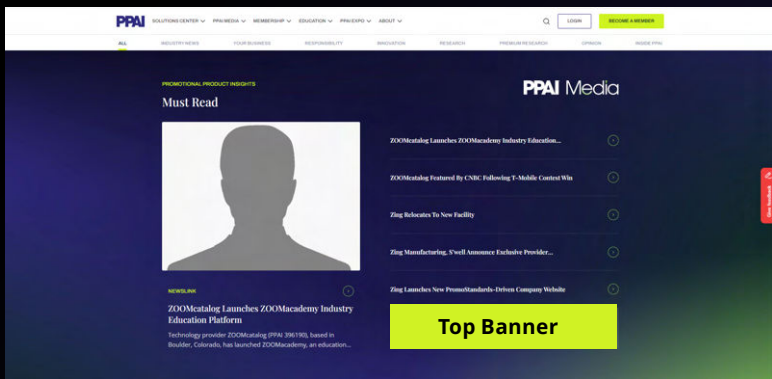 PPAI SOLUTIONS CENTER PPAI MEDIA MEMBERSHIP EDUCATION PPAI EXPO ABOUT LOGIN BECOME A MEMBER
ALL INDUSTRY NEWS YOUR BUSINESS RESPONSIBILITY INNOVATION RESEARCH PREMIUM RESEARCH OPINION INSIDE PPAI
PROMOTIONAL PRODUCT INSIGHTS
Must Read
PPAI Media
ZOOMcatalog Launches ZOOMacademy Industry Education...
ZOOMcatalog Featured By CNBC Following T-Mobile Contest Win
Zing Relocates To New Facility
Zing Manufacturing, S'well Announce Exclusive Provider...
Zing Launches New PromoStandards-Driven Company Website
NEWSLINK
ZOOMcatalog Launches ZOOMacademy Industry
Education Platform
Technology provider ZOOMcatalog (PPAI 396190), based in
Boulder, Colorado, has launched ZOOMacademy, an education...
Top Banner
Give feedback